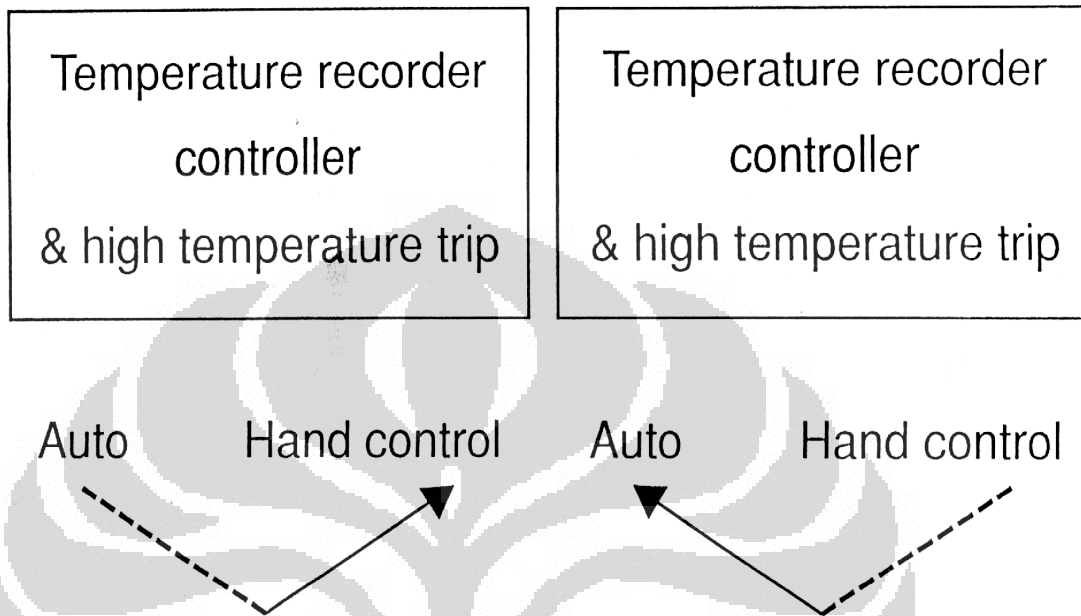 Temperature recorder
controller
& high temperature trip
Temperature recorder
controller
& high temperature trip
Auto Hand control Auto Hand control